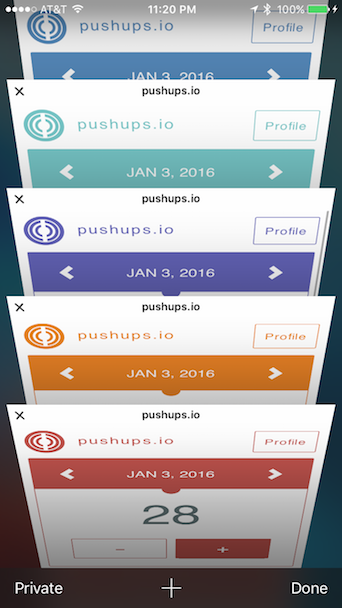 AT&T 11:20 PM 100%
pushups.io Profile
JAN 3, 2016
× pushups.io
pushups.io Profile
JAN 3, 2016
× pushups.io
pushups.io Profile
JAN 3, 2016
× pushups.io
pushups.io Profile
JAN 3, 2016
× pushups.io
pushups.io Profile
JAN 3, 2016
28
− +
Private + Done